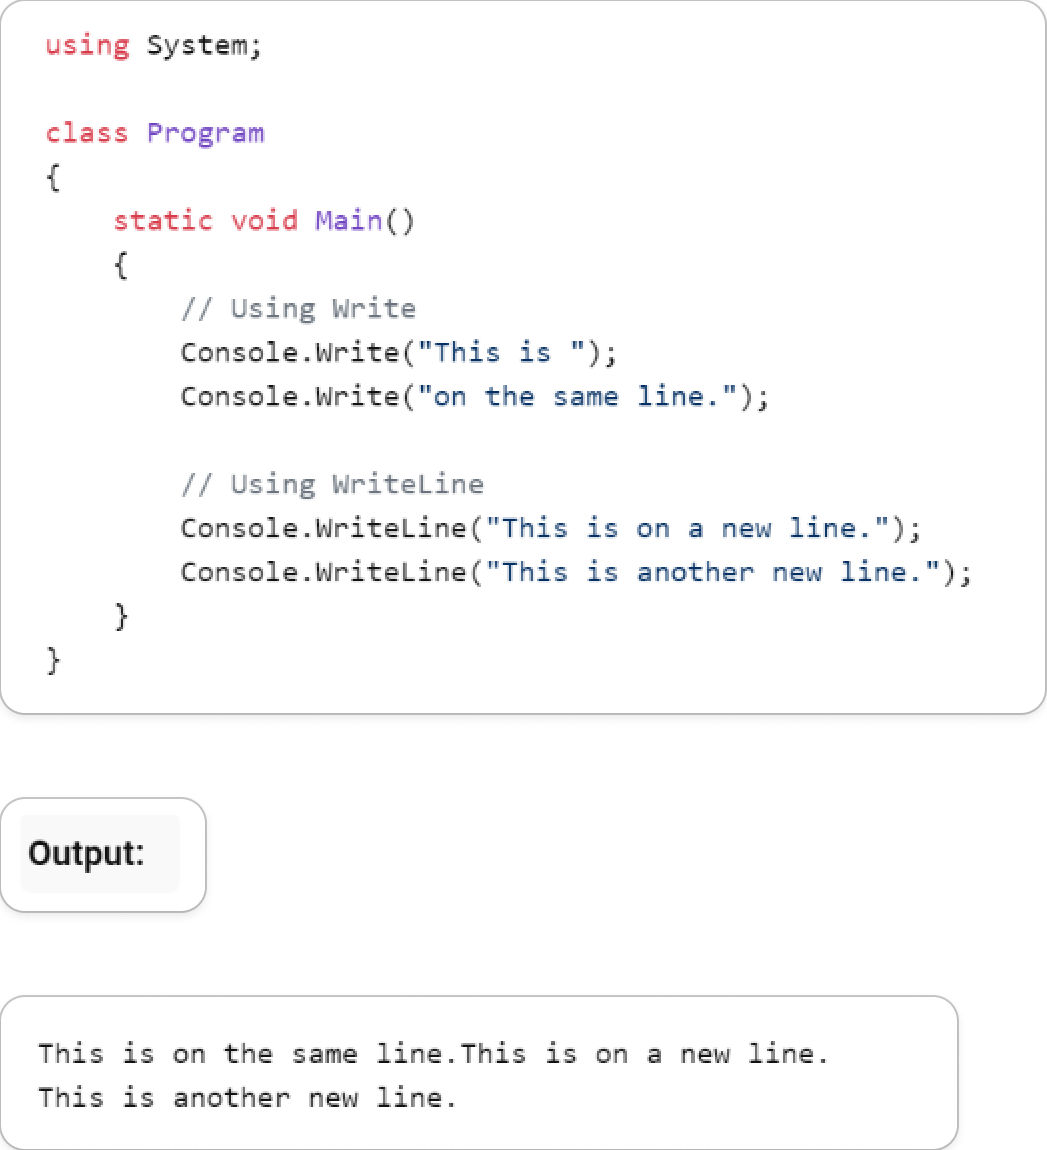 using System;
class Program
{
static void Main()
{
// Using Write
Console.Write("This is ");
Console.Write("on the same line.");
// Using WriteLine
Console.WriteLine("This is on a new line.");
Console.WriteLine("This is another new line.");
}
}
Output:
This is on the same line.This is on a new line.
This is another new line.